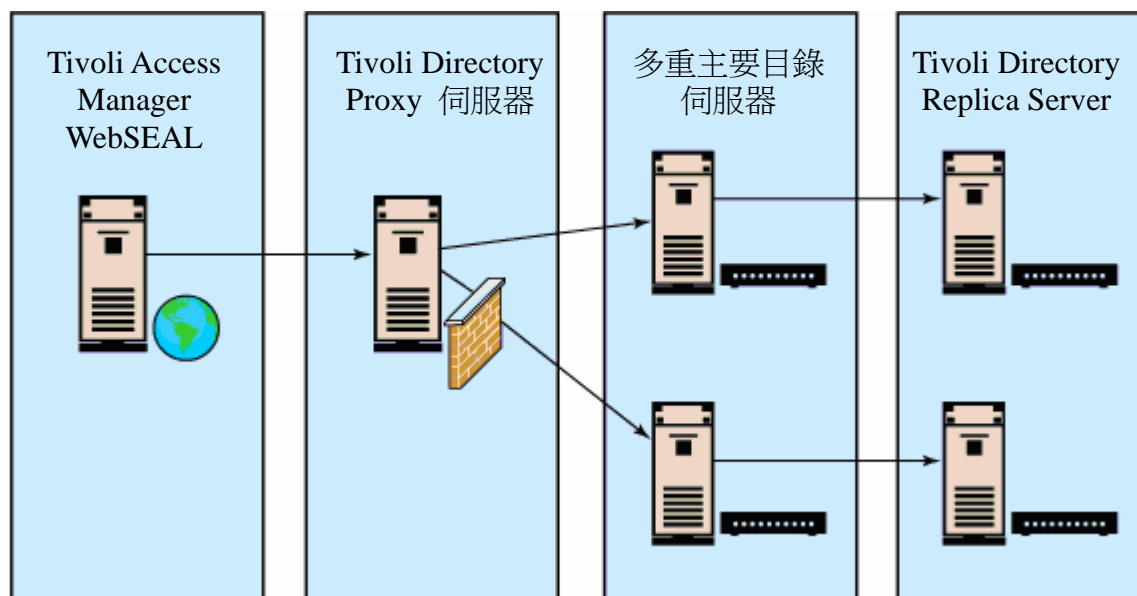 Tivoli Access
Manager
WebSEAL
Tivoli Directory
Proxy 伺服器
多重主要目錄
伺服器
Tivoli Directory
Replica Server